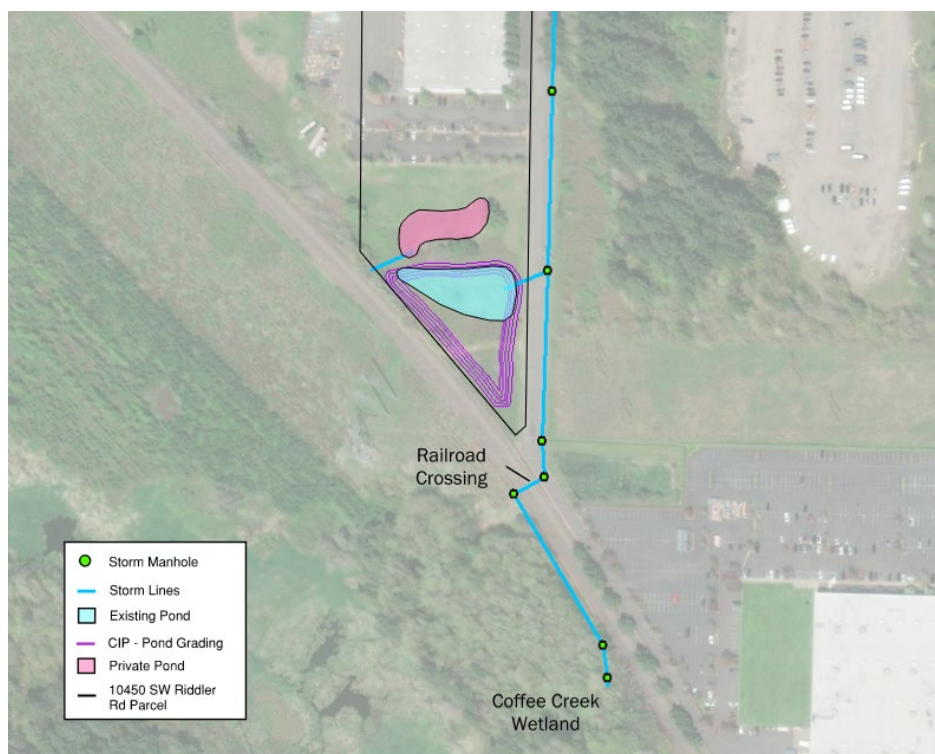 Railroad
Crossing
Storm Manhole
Storm Lines
Existing Pond
CIP - Pond Grading
Private Pond
10450 SW Riddler
Rd Parcel
Coffee Creek
Wetland